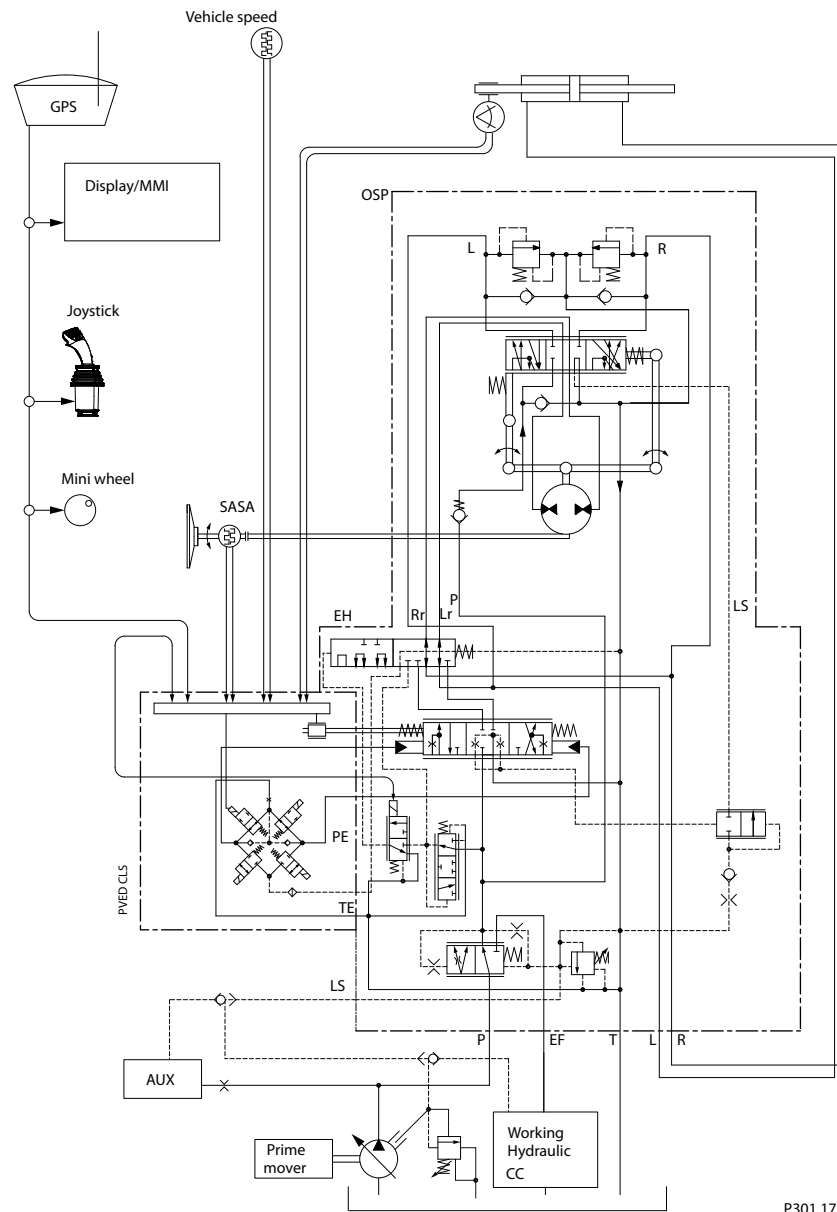 Vehicle speed
GPS
Display/MMI
OSP
L
R
Joystick
Mini wheel
SASA
LS
P
EH
Rr
Lr
PE
PVED CLS
TE
LS
P
EF
T
L
R
AUX
Working
Hydraulic
CC
Prime
mover
P301 17